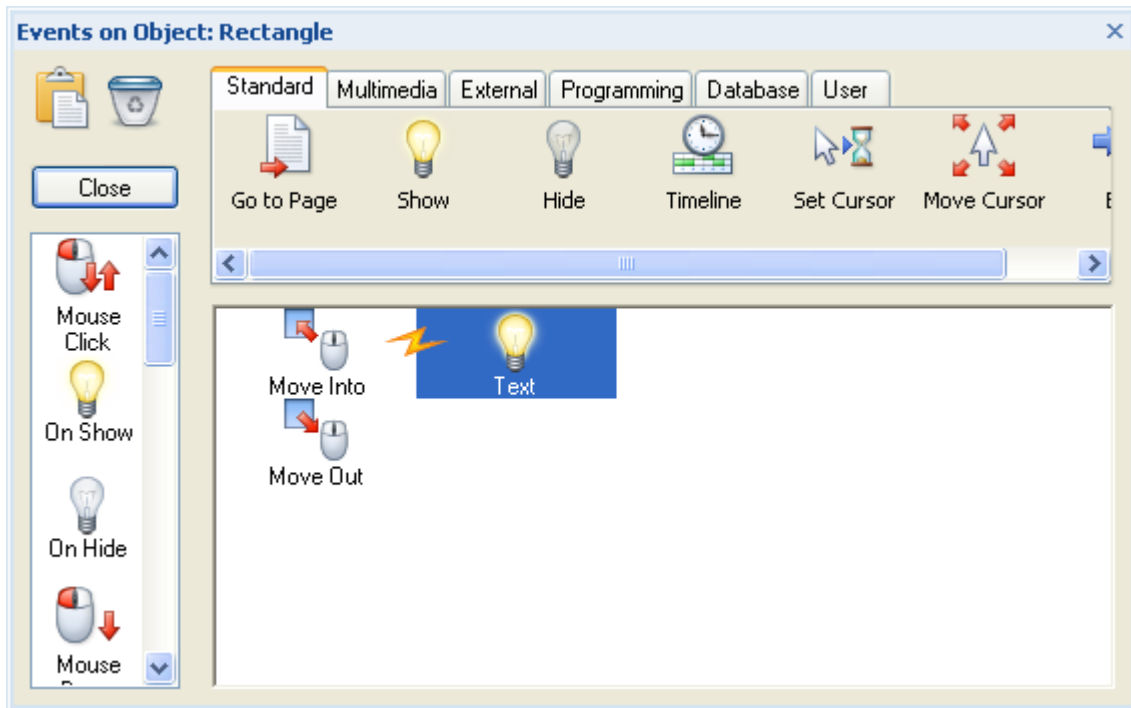 Events on Object: Rectangle
Standard Multimedia External Programming Database User
Close
Go to Page Show Hide Timeline Set Cursor Move Cursor
Mouse
Click
On Show
On Hide
Mouse
Move Into Text
Move Out